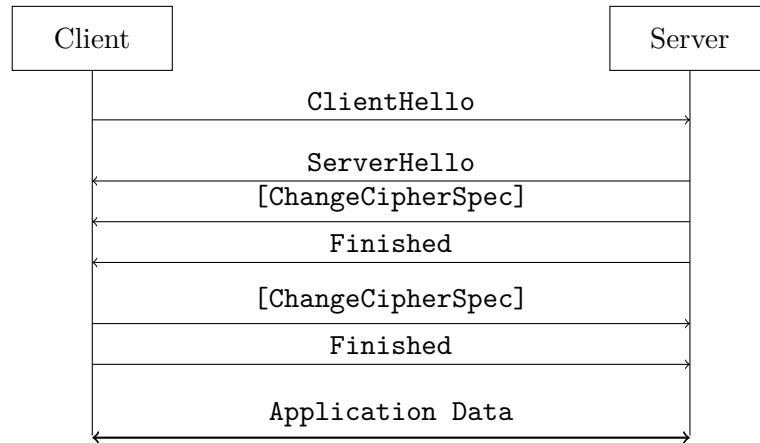 Client
Server
ClientHello
ServerHello
[ChangeCipherSpec]
Finished
[ChangeCipherSpec]
Finished
Application Data